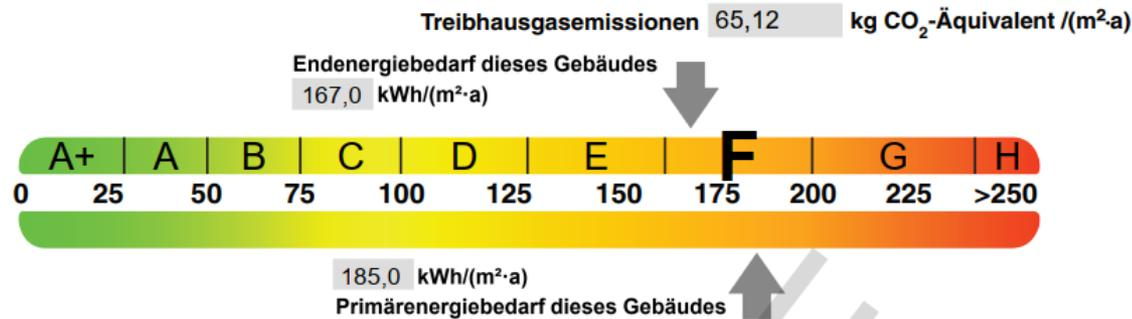 Treibhausgasemissionen 65,12 kg CO₂-Äquivalent /(m²·a)
Endenergiebedarf dieses Gebäudes
167,0 kWh/(m²·a)
A+ A B C D E F G H
0 25 50 75 100 125 150 175 200 225 >250
185,0 kWh/(m²·a)
Primärenergiebedarf dieses Gebäudes